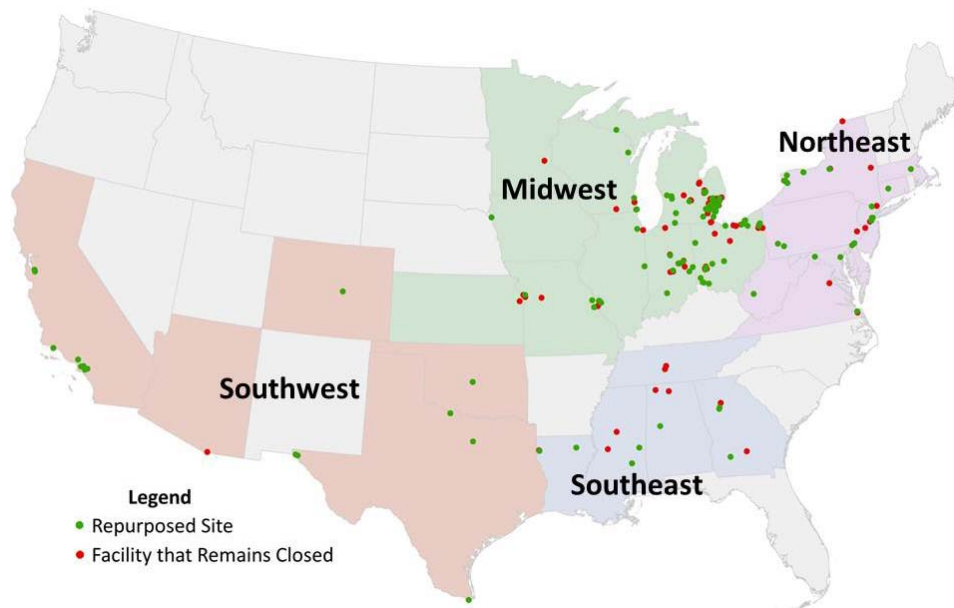 Northeast
Midwest
Southwest
Southeast
Legend
Repurposed Site
Facility that Remains Closed